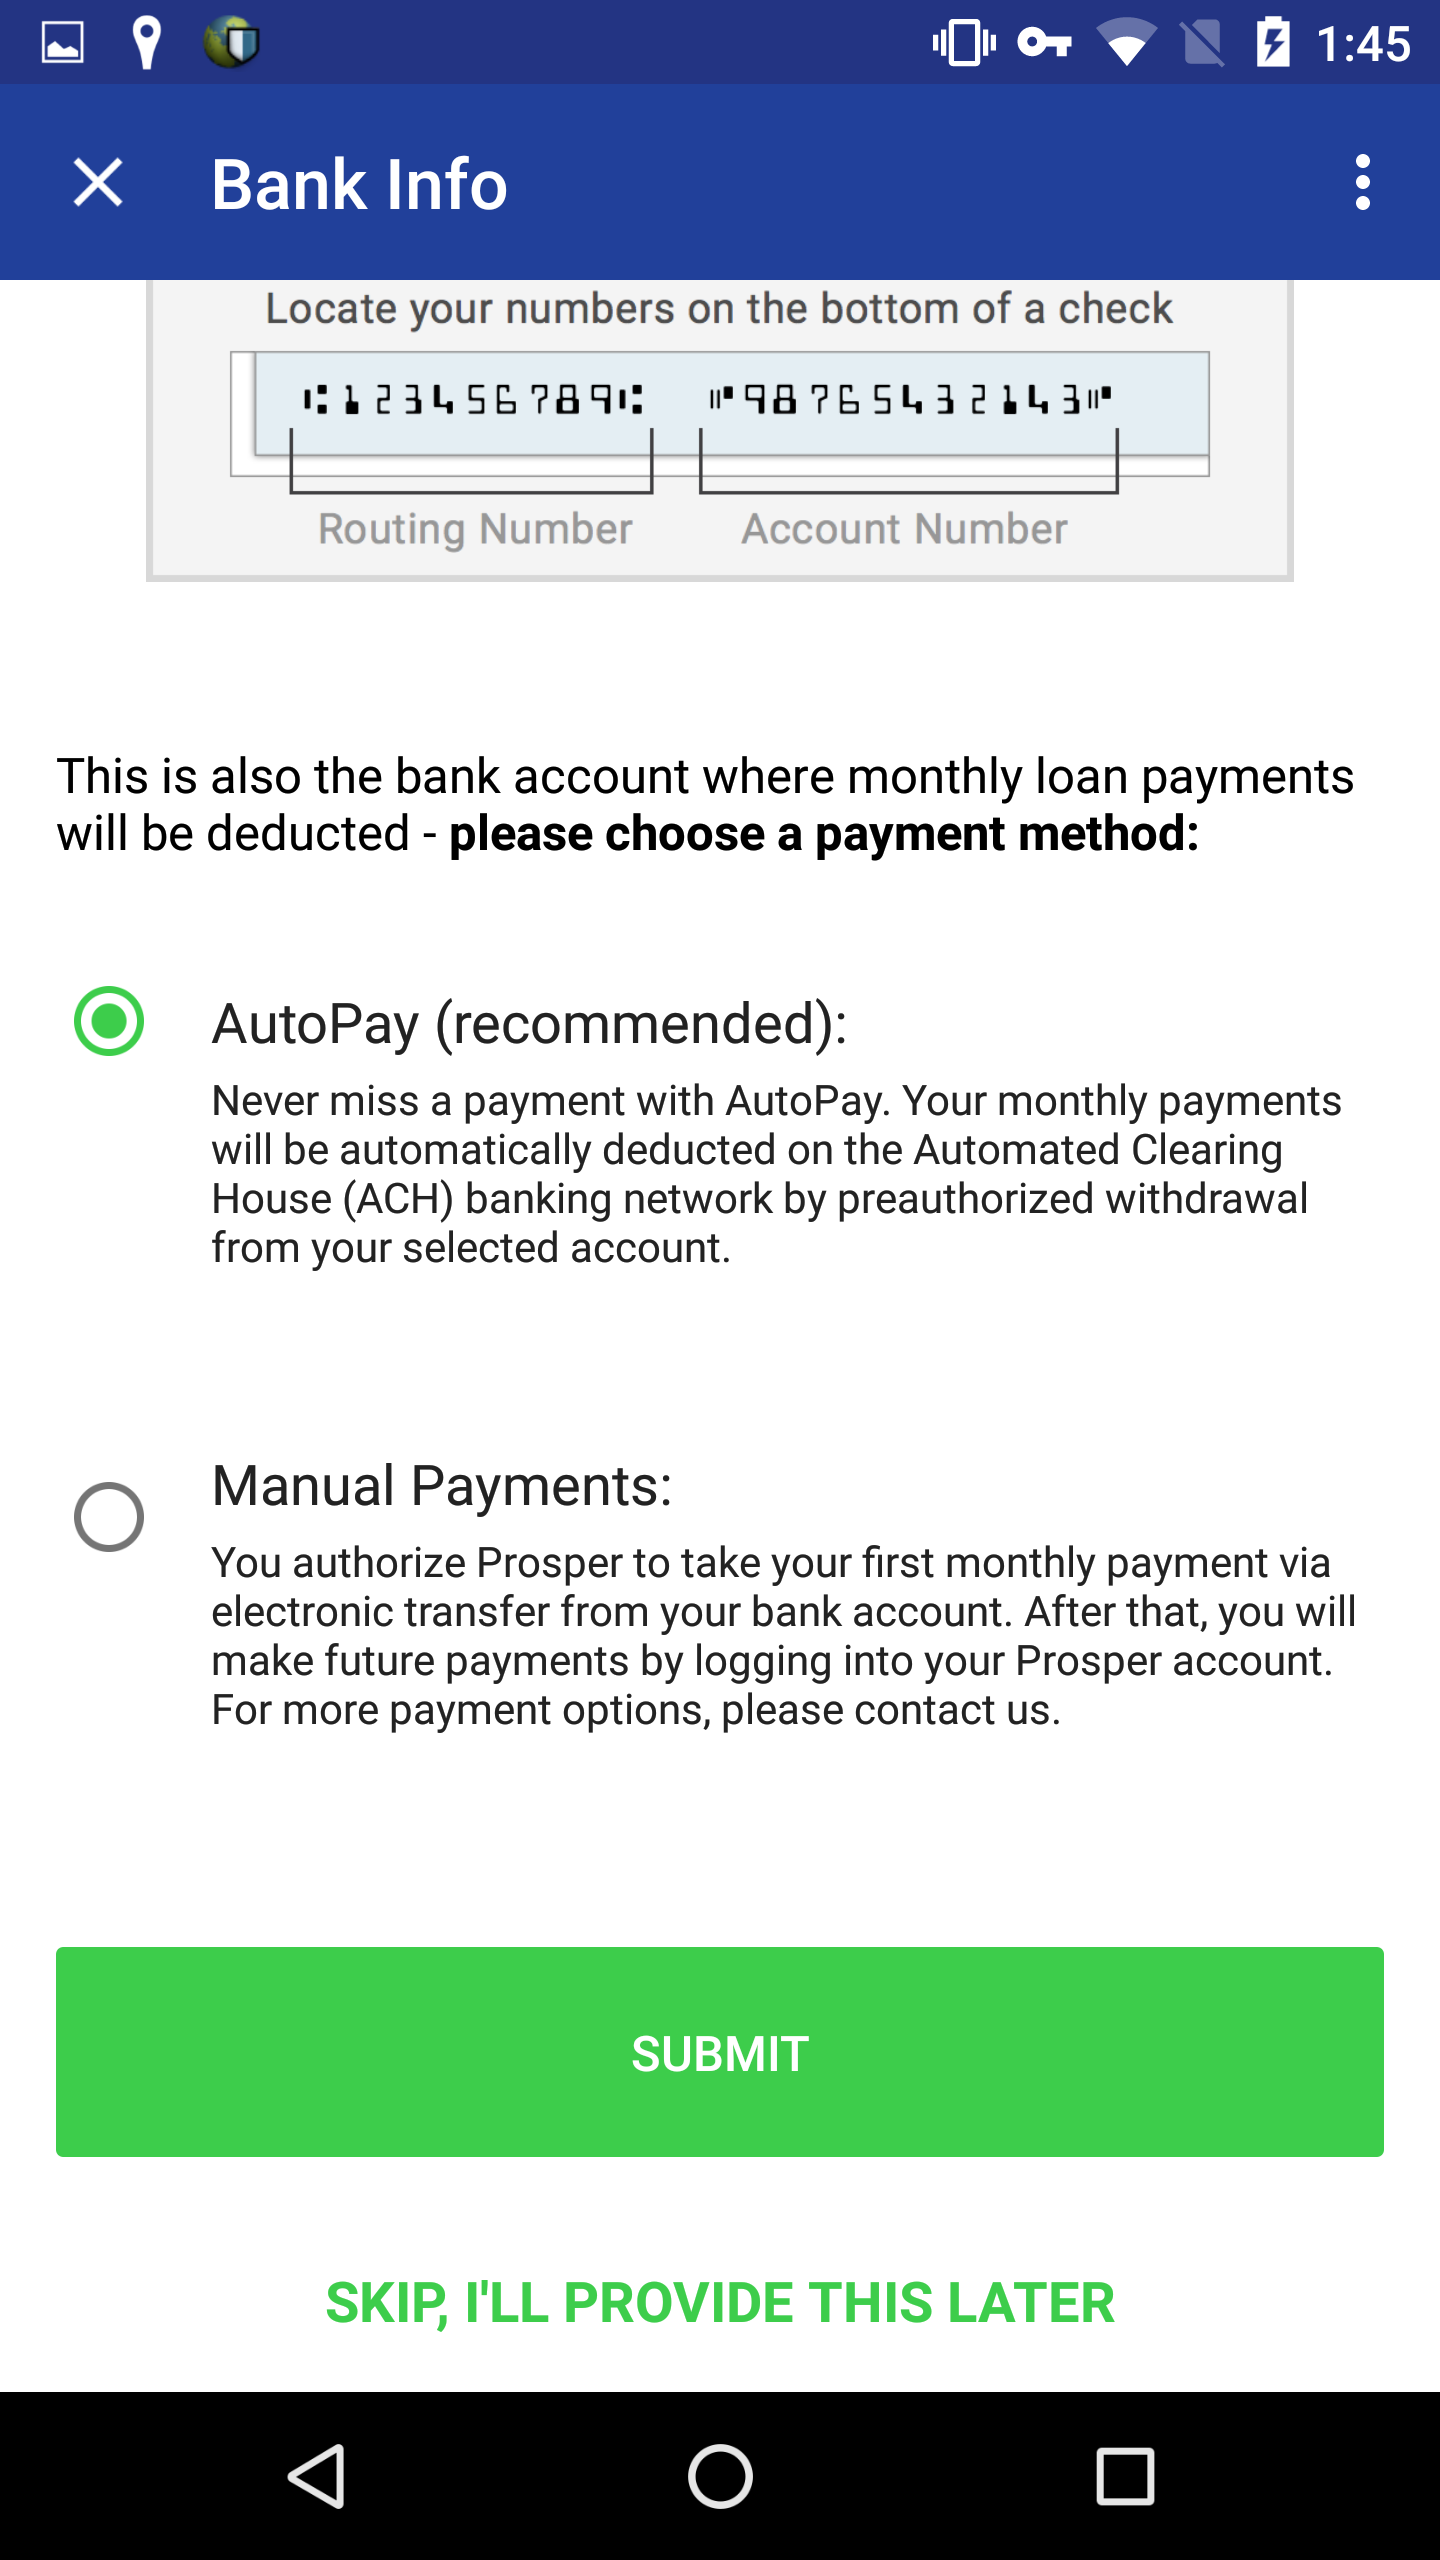 1:45
Bank Info
Locate your numbers on the bottom of a check
⑆123456789⑆ ⑈98765432143⑈
Routing Number Account Number
This is also the bank account where monthly loan payments
will be deducted - please choose a payment method:
AutoPay (recommended):
Never miss a payment with AutoPay. Your monthly payments
will be automatically deducted on the Automated Clearing
House (ACH) banking network by preauthorized withdrawal
from your selected account.
Manual Payments:
You authorize Prosper to take your first monthly payment via
electronic transfer from your bank account. After that, you will
make future payments by logging into your Prosper account.
For more payment options, please contact us.
SUBMIT
SKIP, I'LL PROVIDE THIS LATER